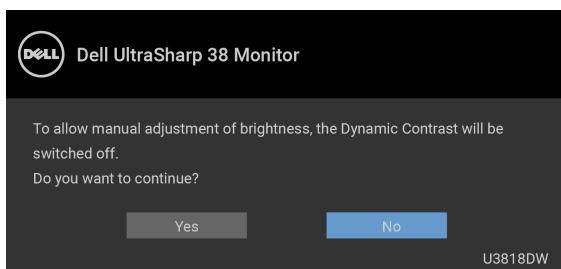 DELL
Dell UltraSharp 38 Monitor
To allow manual adjustment of brightness, the Dynamic Contrast will be
switched off.
Do you want to continue?
Yes No
U3818DW